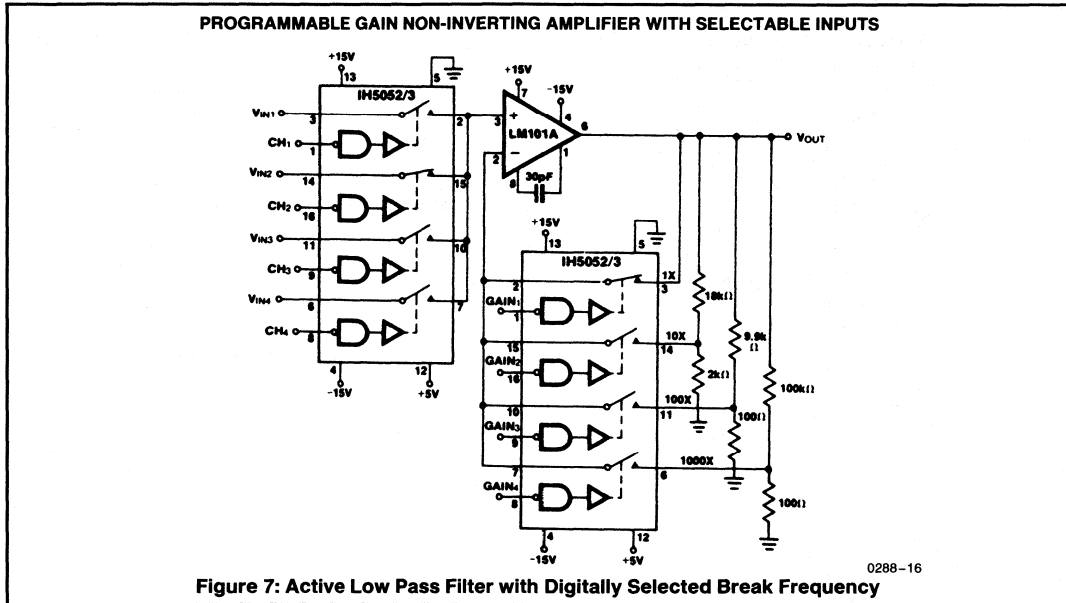 PROGRAMMABLE GAIN NON-INVERTING AMPLIFIER WITH SELECTABLE INPUTS
+15V
13
5
IH5052/3
VIN1
3
2
CH1
1
VIN2
14
15
CH2
16
VIN3
11
10
CH3
9
VIN4
6
7
CH4
8
4
12
-15V
+5V
+15V
7
-15V
4
3
+
LM101A
6
2
−
1
8
30pF
VOUT
+15V
13
5
IH5052/3
2
1X
3
GAIN1
1
15
10X
14
GAIN2
16
10
100X
11
GAIN3
9
7
1000X
6
GAIN4
8
4
12
-15V
+5V
18kΩ
2kΩ
9.9k
Ω
100Ω
100kΩ
100Ω
0288–16
Figure 7: Active Low Pass Filter with Digitally Selected Break Frequency